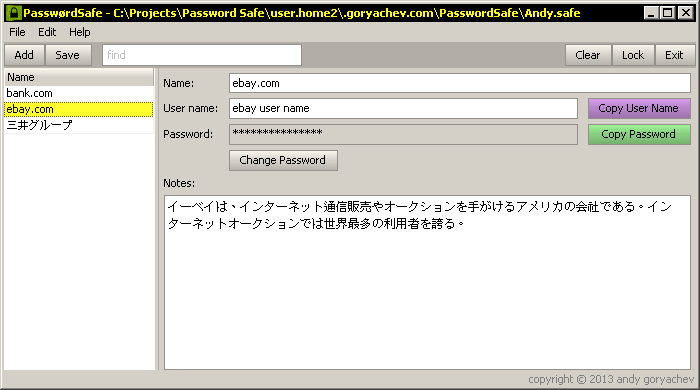 PasswørdSafe - C:\Projects\Password Safe\user.home2\.goryachev.com\PasswordSafe\Andy.safe
File Edit Help
Add Save find Clear Lock Exit
Name
bank.com
ebay.com
三井グループ
Name: ebay.com
User name: ebay user name Copy User Name
Password: *************** Copy Password
Change Password
Notes:
イーベイは、インターネット通信販売やオークションを手がけるアメリカの会社である。イン
ターネットオークションでは世界最多の利用者を誇る。
copyright © 2013 andy goryachev